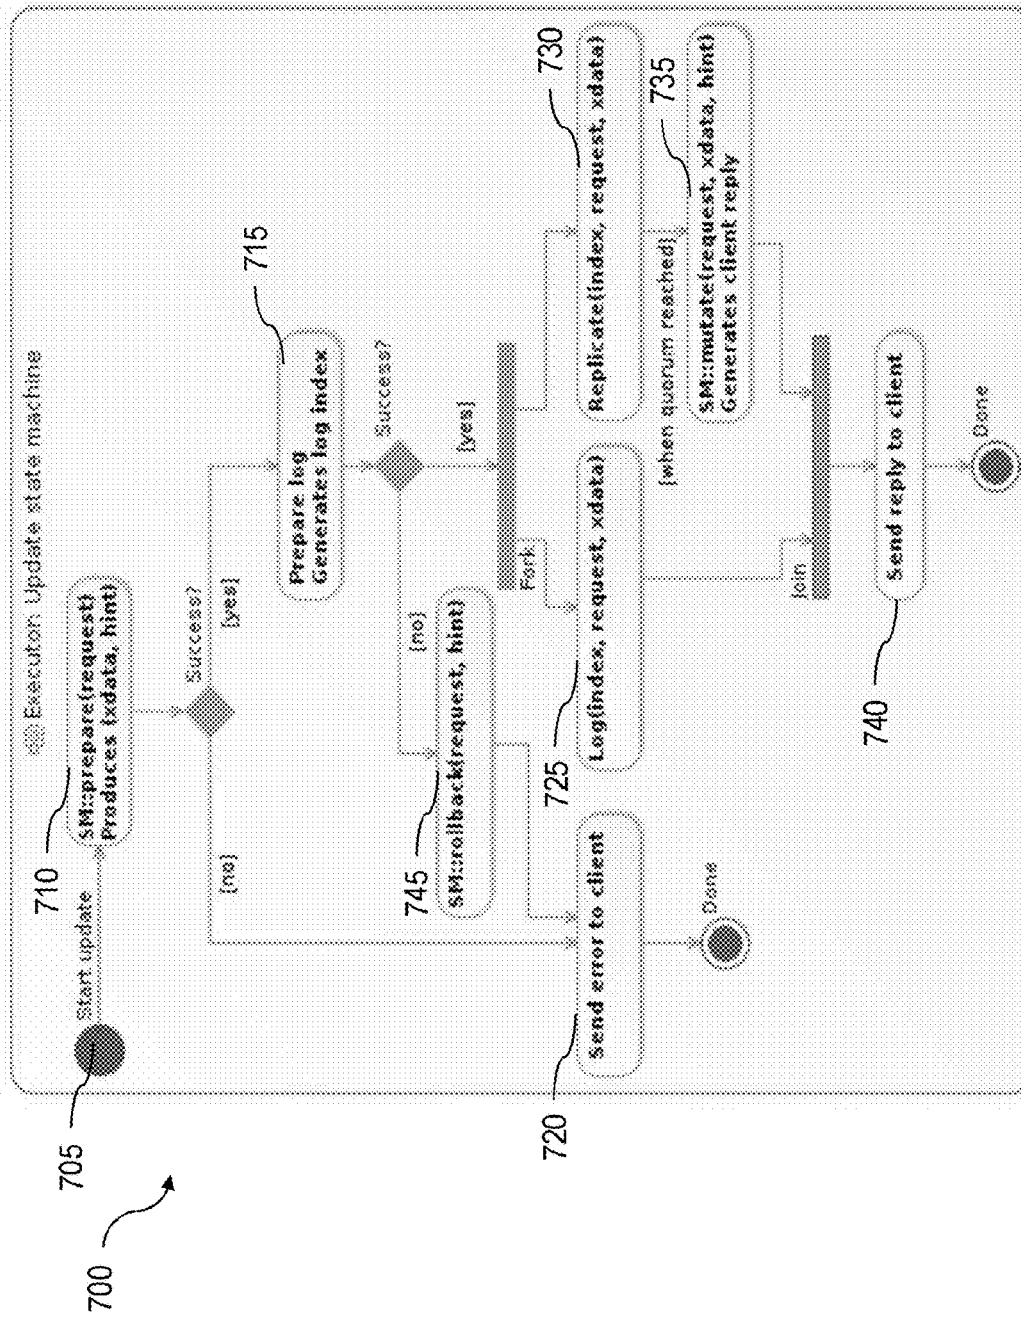 Executon Update state machine
700
705
Start update
710
SM::prepare(request)
Produces (xdata, hint)
Success?
[no]
[yes]
715
Prepare log
Generates log index
Success?
[no]
[yes]
745
SM::rollback(request, hint)
Fork
720
Send error to client
Done
725
Log(index, request, xdata)
730
Replicate(index, request, xdata)
[when quorum reached]
735
SM::mutate(request, xdata, hint)
Generates client reply
Join
740
Send reply to client
Done